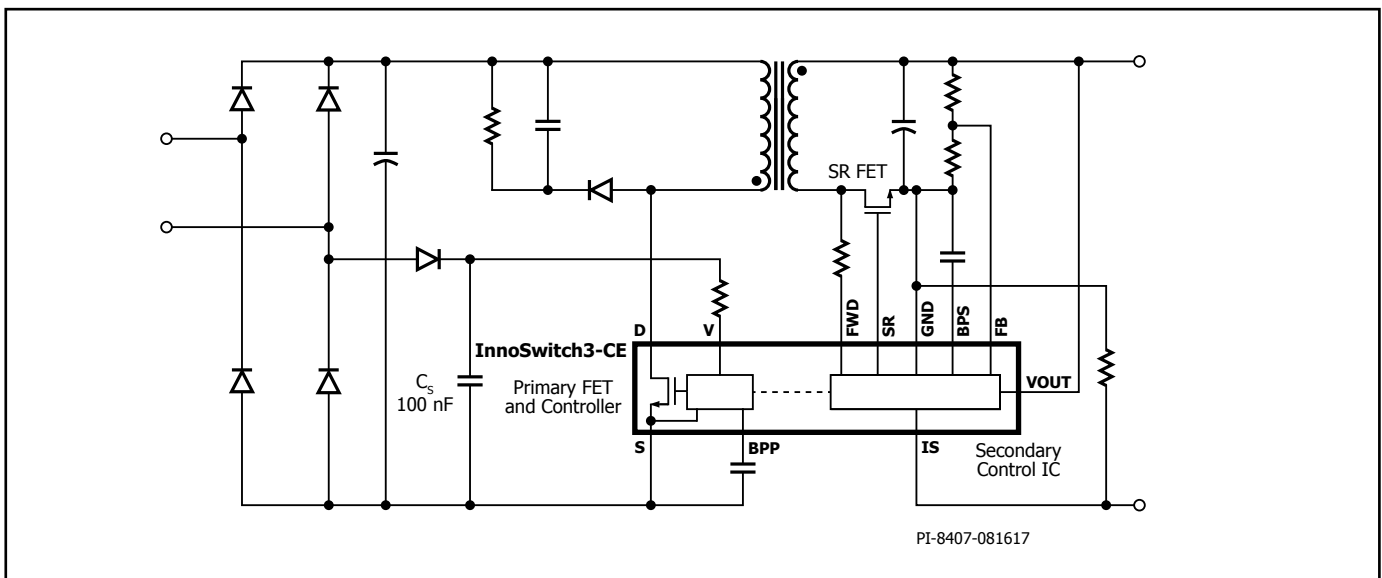 SR FET
FWD
SR
GND
BPS
FB
D
V
InnoSwitch3-CE
Primary FET
and Controller
C_S
100 nF
VOUT
S
BPP
IS
Secondary
Control IC
PI-8407-081617